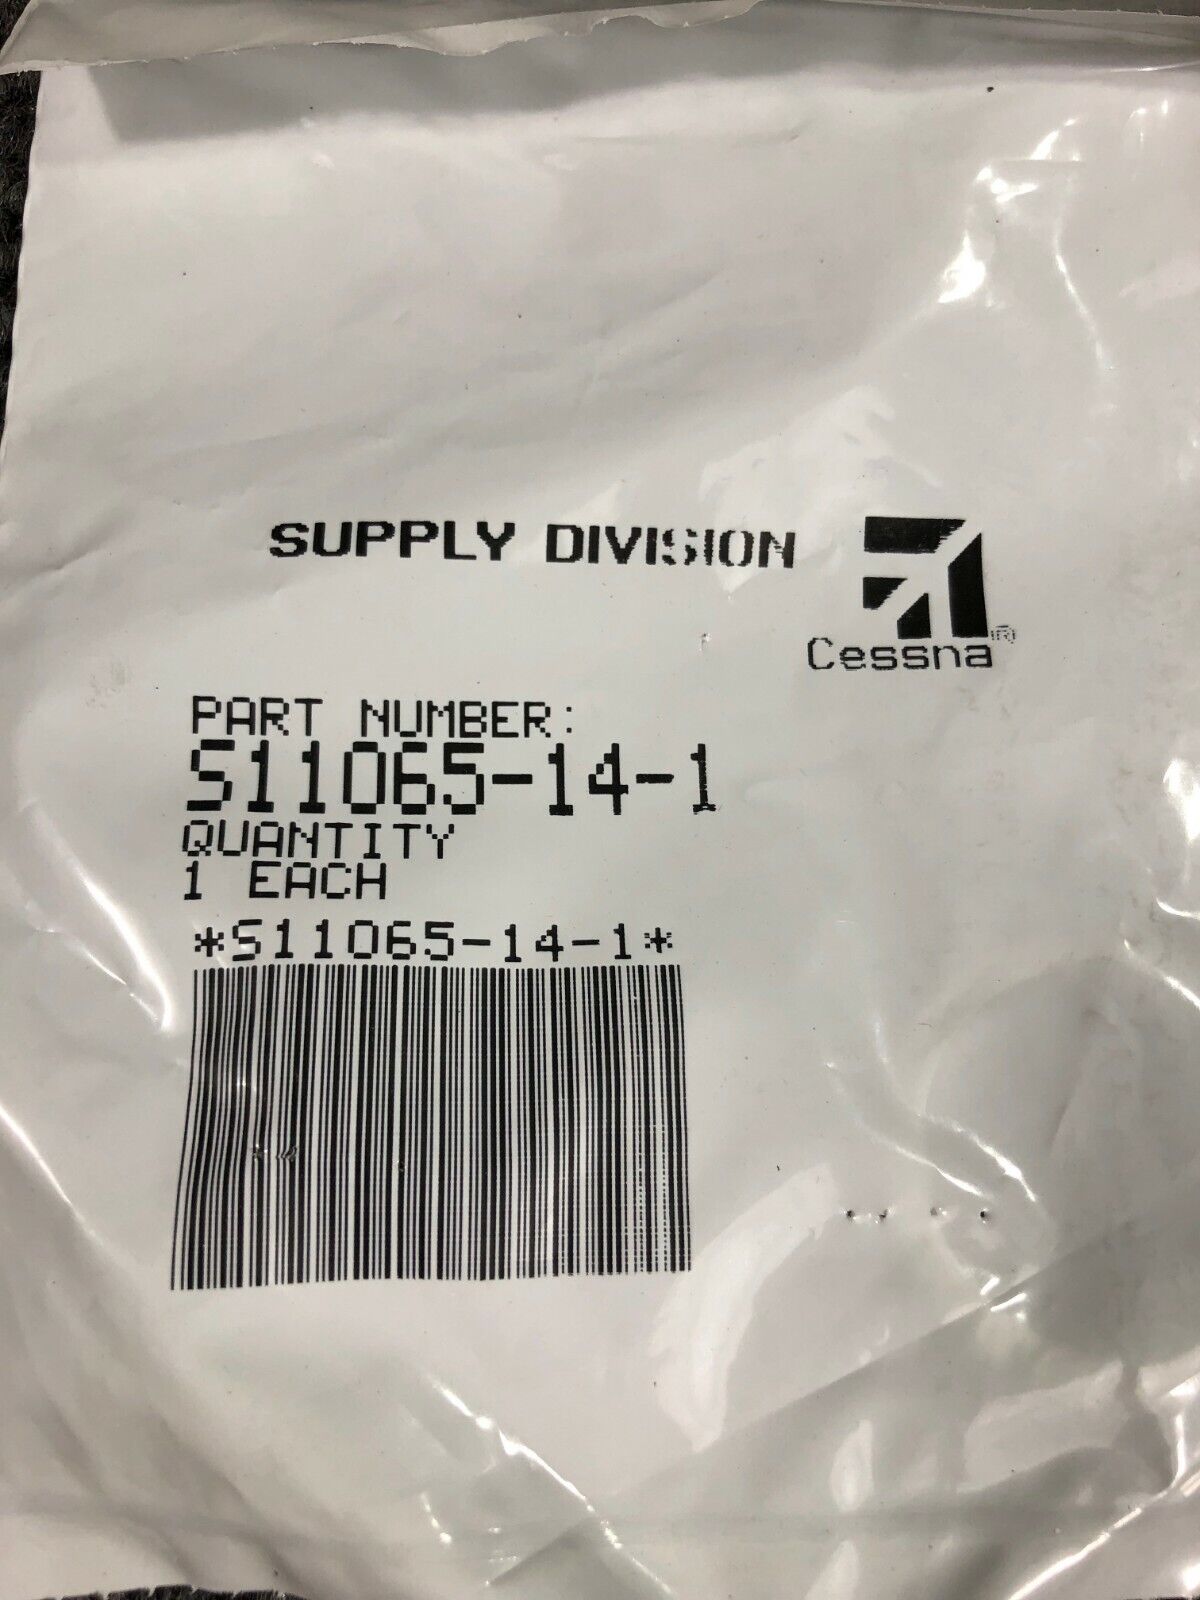 SUPPLY DIVISION
Cessna®
PART NUMBER:
S11065-14-1
QUANTITY
1 EACH
*S11065-14-1*